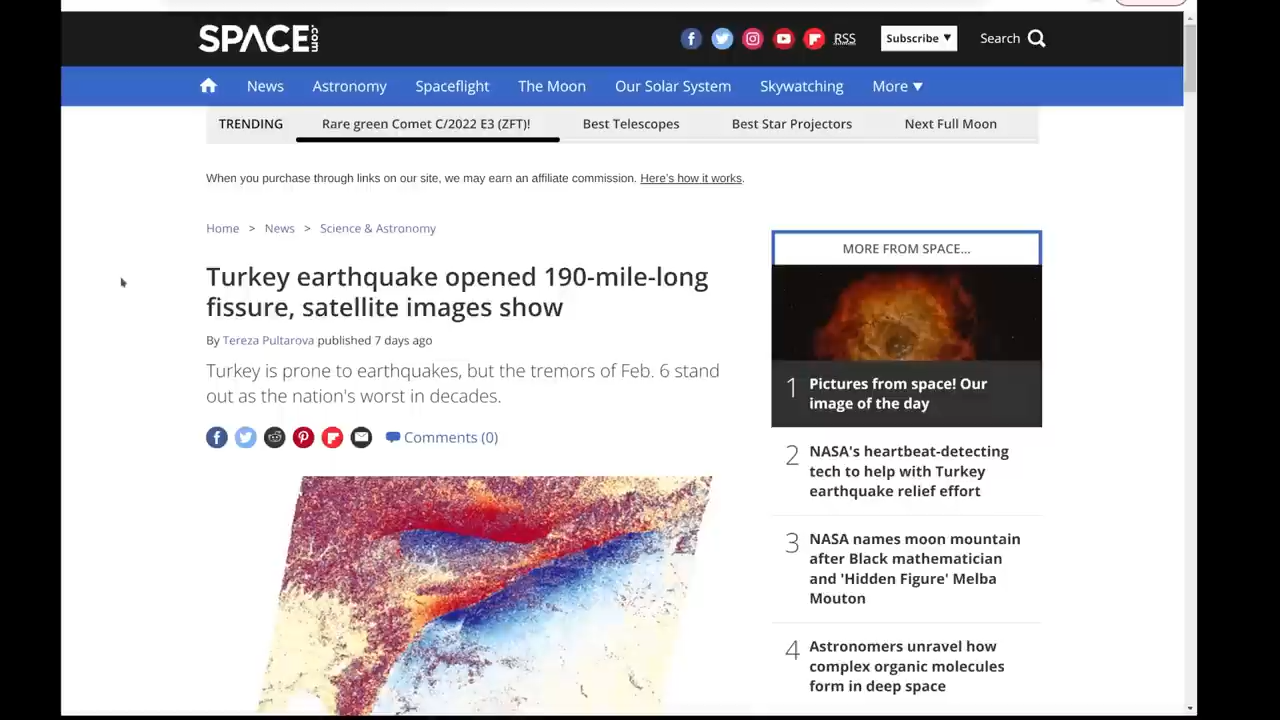 SPACE.com
RSS
Subscribe ▼
Search
News
Astronomy
Spaceflight
The Moon
Our Solar System
Skywatching
More ▼
TRENDING
Rare green Comet C/2022 E3 (ZFT)!
Best Telescopes
Best Star Projectors
Next Full Moon
When you purchase through links on our site, we may earn an affiliate commission. Here's how it works.
Home > News > Science & Astronomy
Turkey earthquake opened 190-mile-long
fissure, satellite images show
By Tereza Pultarova published 7 days ago
Turkey is prone to earthquakes, but the tremors of Feb. 6 stand
out as the nation's worst in decades.
Comments (0)
MORE FROM SPACE...
1 Pictures from space! Our
image of the day
2 NASA's heartbeat-detecting
tech to help with Turkey
earthquake relief effort
3 NASA names moon mountain
after Black mathematician
and 'Hidden Figure' Melba
Mouton
4 Astronomers unravel how
complex organic molecules
form in deep space